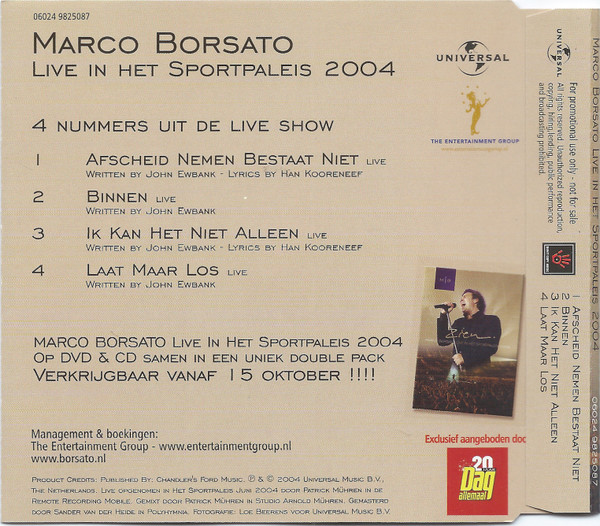 06024 9825087
MARCO BORSATO
LIVE IN HET SPORTPALEIS 2004
4 NUMMERS UIT DE LIVE SHOW
1 AFSCHEID NEMEN BESTAAT NIET LIVE
WRITTEN BY JOHN EWBANK - LYRICS BY HAN KOORENEEF
2 BINNEN LIVE
WRITTEN BY JOHN EWBANK
3 IK KAN HET NIET ALLEEN LIVE
WRITTEN BY JOHN EWBANK - LYRICS BY HAN KOORENEEF
4 LAAT MAAR LOS LIVE
WRITTEN BY JOHN EWBANK
MARCO BORSATO LIVE IN HET SPORTPALEIS 2004
OP DVD & CD SAMEN IN EEN UNIEK DOUBLE PACK
VERKRIJGBAAR VANAF 15 OKTOBER !!!!
Management & boekingen:
The Entertainment Group - www.entertainmentgroup.nl
www.borsato.nl
PRODUCT CREDITS: PUBLISHED BY: CHANDLER'S FORD MUSIC. ℗ & © 2004 UNIVERSAL MUSIC B.V.,
THE NETHERLANDS. LIVE OPGENOMEN IN HET SPORTPALEIS JUNI 2004 DOOR PATRICK MÜHREN IN DE
REMOTE RECORDING MOBILE. GEMIXT DOOR PATRICK MÜHREN IN STUDIO ARNOLD MÜHREN. GEMASTERD
DOOR SANDER VAN DER HEIDE IN POLYHYMNIA. FOTOGRAFIE: LOE BEERENS VOOR UNIVERSAL MUSIC B.V.
UNIVERSAL
THE ENTERTAINMENT GROUP
www.entertainmentgroup.nl
Zien
Exclusief aangeboden doo
20
Dag
allemaal
UNIVERSAL
For promotional use only - not for sale
All rights reserved. Unauthorized reproduction,
copying, hiring, lending, public performance
and broadcasting prohibited.
1 AFSCHEID NEMEN BESTAAT NIET
2 BINNEN
3 IK KAN HET NIET ALLEEN
4 LAAT MAAR LOS
MARCO BORSATO LIVE IN HET SPORTPALEIS 2004
06024 9825087